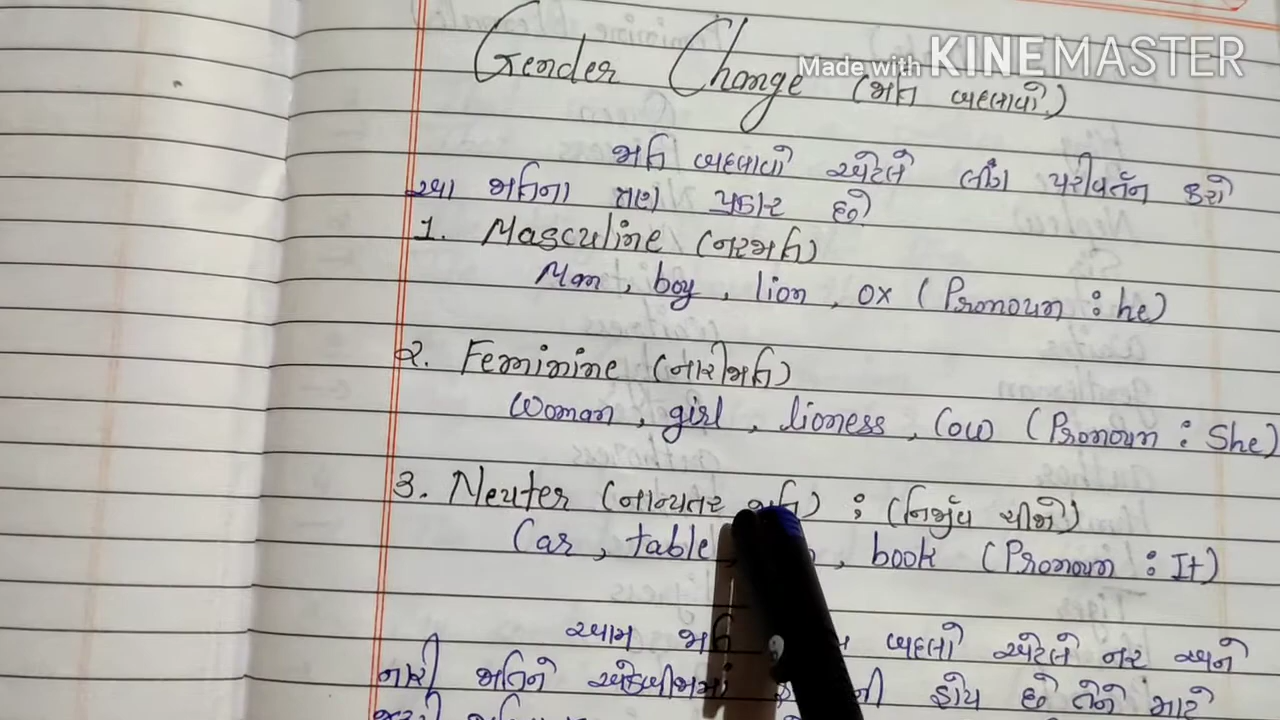 Made with KINEMASTER
Gender Change (જાતિ બદલાવો.)
જાતિ બદલાવો એટલે લીંગ પરીવર્તન કરો
આ જાતિના ત્રણ પ્રકાર છે
1. Masculine (નરજાતિ)
Man, boy, lion, ox (Pronoun : he)
2. Feminine (નારીજાતિ)
Woman, girl, lioness, Cow (Pronoun : She)
3. Neuter (નાન્યતર જાતિ) : (નિર્જીવ ચીજો)
Car, table, book (Pronoun : It)
આમ બદલો એટલે નર અને
નારી જાતિને હોય છે તેને માટે